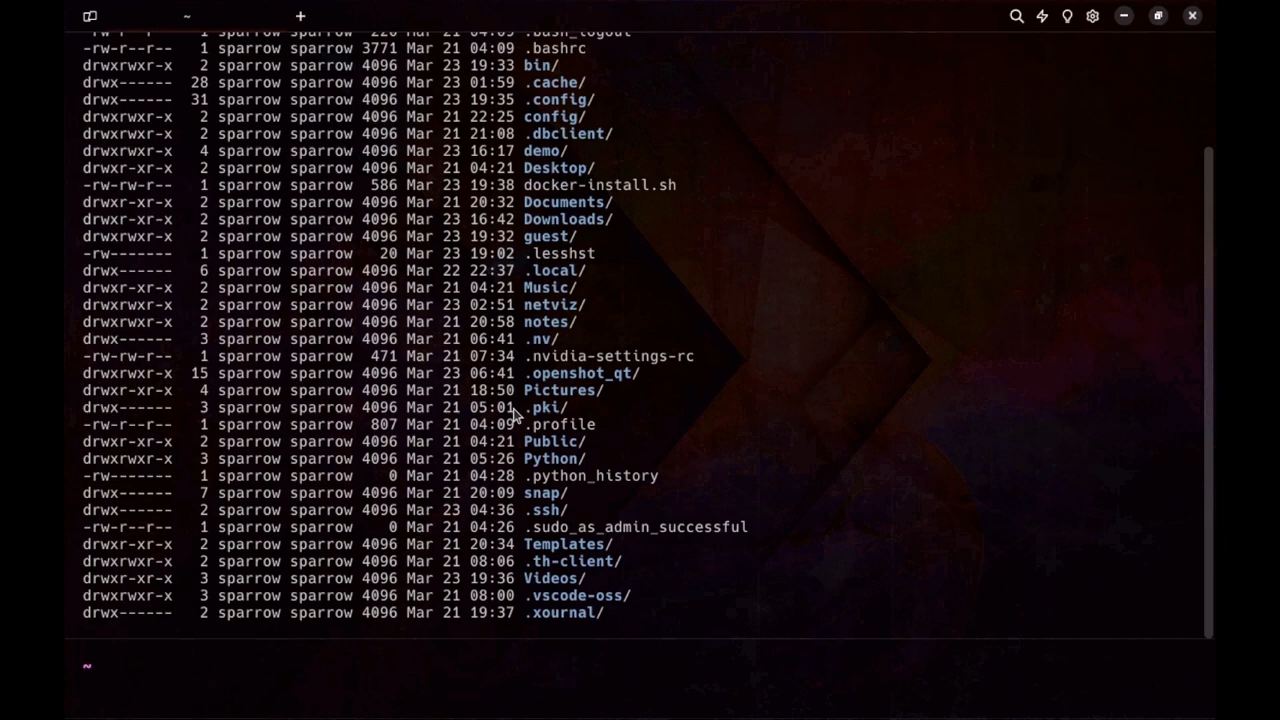 ~ +
-rw-r--r-- 1 sparrow sparrow 220 Mar 21 04:09 .bash_logout
-rw-r--r-- 1 sparrow sparrow 3771 Mar 21 04:09 .bashrc
drwxrwxr-x 2 sparrow sparrow 4096 Mar 23 19:33 bin/
drwx------ 28 sparrow sparrow 4096 Mar 23 01:59 .cache/
drwx------ 31 sparrow sparrow 4096 Mar 23 19:35 .config/
drwxrwxr-x 2 sparrow sparrow 4096 Mar 21 22:25 config/
drwxrwxr-x 2 sparrow sparrow 4096 Mar 21 21:08 .dbclient/
drwxrwxr-x 4 sparrow sparrow 4096 Mar 23 16:17 demo/
drwxr-xr-x 2 sparrow sparrow 4096 Mar 21 04:21 Desktop/
-rw-rw-r-- 1 sparrow sparrow 586 Mar 23 19:38 docker-install.sh
drwxr-xr-x 2 sparrow sparrow 4096 Mar 21 20:32 Documents/
drwxr-xr-x 2 sparrow sparrow 4096 Mar 23 16:42 Downloads/
drwxrwxr-x 2 sparrow sparrow 4096 Mar 23 19:32 guest/
-rw------- 1 sparrow sparrow 20 Mar 23 19:02 .lesshst
drwx------ 6 sparrow sparrow 4096 Mar 22 22:37 .local/
drwxr-xr-x 2 sparrow sparrow 4096 Mar 21 04:21 Music/
drwxrwxr-x 2 sparrow sparrow 4096 Mar 23 02:51 netviz/
drwxrwxr-x 2 sparrow sparrow 4096 Mar 21 20:58 notes/
drwx------ 3 sparrow sparrow 4096 Mar 21 06:41 .nv/
-rw-rw-r-- 1 sparrow sparrow 471 Mar 21 07:34 .nvidia-settings-rc
drwxrwxr-x 15 sparrow sparrow 4096 Mar 23 06:41 .openshot_qt/
drwxr-xr-x 4 sparrow sparrow 4096 Mar 21 18:50 Pictures/
drwx------ 3 sparrow sparrow 4096 Mar 21 05:01 .pki/
-rw-r--r-- 1 sparrow sparrow 807 Mar 21 04:09 .profile
drwxr-xr-x 2 sparrow sparrow 4096 Mar 21 04:21 Public/
drwxrwxr-x 3 sparrow sparrow 4096 Mar 21 05:26 Python/
-rw------- 1 sparrow sparrow 0 Mar 21 04:28 .python_history
drwx------ 7 sparrow sparrow 4096 Mar 21 20:09 snap/
drwx------ 2 sparrow sparrow 4096 Mar 23 04:36 .ssh/
-rw-r--r-- 1 sparrow sparrow 0 Mar 21 04:26 .sudo_as_admin_successful
drwxr-xr-x 2 sparrow sparrow 4096 Mar 21 20:34 Templates/
drwxr-xr-x 2 sparrow sparrow 4096 Mar 21 08:06 .th-client/
drwxr-xr-x 3 sparrow sparrow 4096 Mar 23 19:36 Videos/
drwxrwxr-x 3 sparrow sparrow 4096 Mar 21 08:00 .vscode-oss/
drwx------ 2 sparrow sparrow 4096 Mar 21 19:37 .xournal/
~